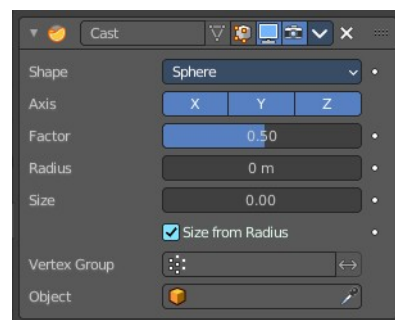 Cast
Shape Sphere
Axis X Y Z
Factor 0.50
Radius 0 m
Size 0.00
Size from Radius
Vertex Group
Object